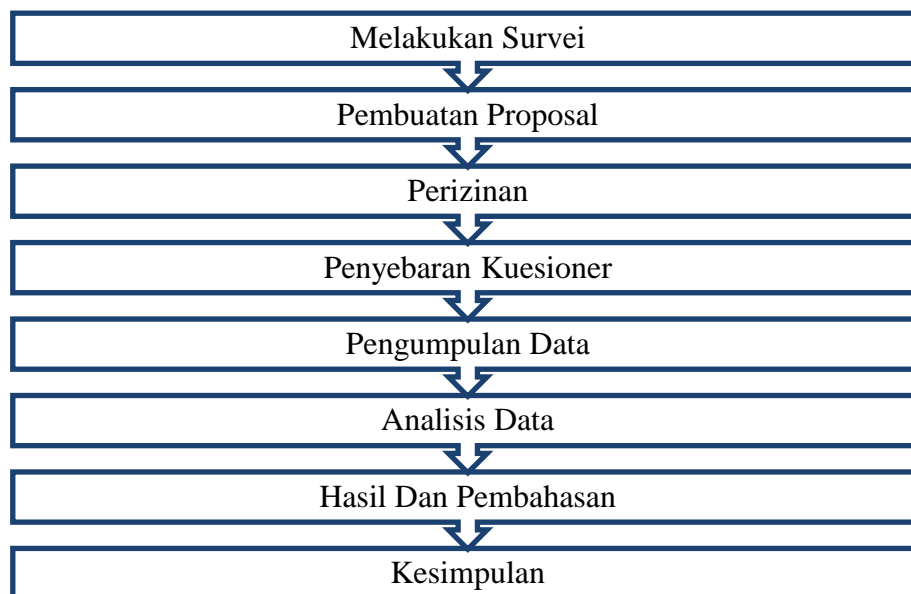 Melakukan Survei
Pembuatan Proposal
Perizinan
Penyebaran Kuesioner
Pengumpulan Data
Analisis Data
Hasil Dan Pembahasan
Kesimpulan